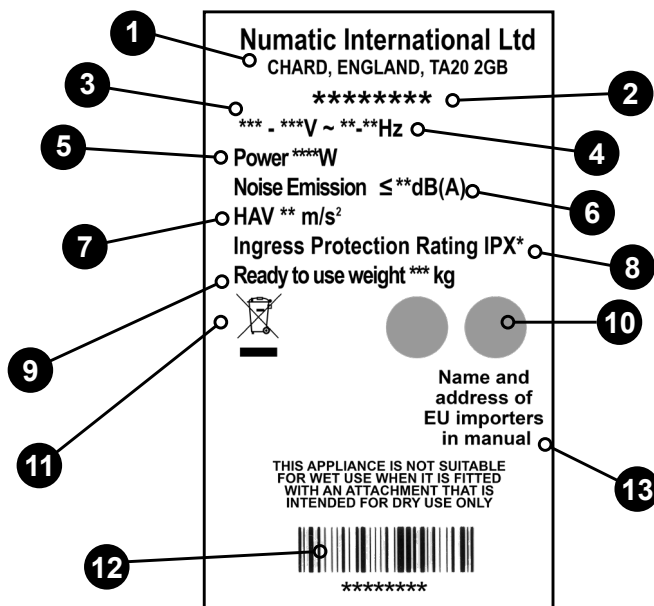 1
Numatic International Ltd
CHARD, ENGLAND, TA20 2GB
3
******** 2
*** - ***V ~ **-**Hz 4
5
Power ****W
Noise Emission ≤ **dB(A) 6
7
HAV ** m/s²
Ingress Protection Rating IPX* 8
9
Ready to use weight *** kg
10
11
Name and
address of
EU importers
in manual
13
THIS APPLIANCE IS NOT SUITABLE
FOR WET USE WHEN IT IS FITTED
WITH AN ATTACHMENT THAT IS
INTENDED FOR DRY USE ONLY
12
********